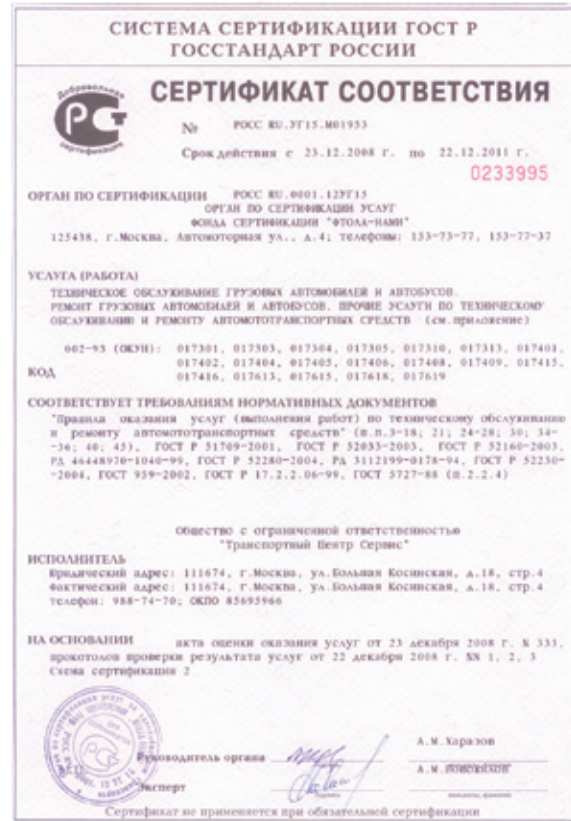 СИСТЕМА СЕРТИФИКАЦИИ ГОСТ Р
ГОССТАНДАРТ РОССИИ
Добровольная
сертификация
СЕРТИФИКАТ СООТВЕТСТВИЯ
№ РОСС RU.УГ15.М01953
Срок действия с 23.12.2008 г. по 22.12.2011 г.
0233995
ОРГАН ПО СЕРТИФИКАЦИИ РОСС RU.0001.12УГ15
ОРГАН ПО СЕРТИФИКАЦИИ УСЛУГ
ФОНДА СЕРТИФИКАЦИИ "ФТОЛА-НАМИ"
125438, г.Москва, Автомоторная ул., д.4; телефоны: 153-73-77, 153-77-37
УСЛУГА (РАБОТА)
ТЕХНИЧЕСКОЕ ОБСЛУЖИВАНИЕ ГРУЗОВЫХ АВТОМОБИЛЕЙ И АВТОБУСОВ.
РЕМОНТ ГРУЗОВЫХ АВТОМОБИЛЕЙ И АВТОБУСОВ. ПРОЧИЕ УСЛУГИ ПО ТЕХНИЧЕСКОМУ
ОБСЛУЖИВАНИЮ И РЕМОНТУ АВТОМОТОТРАНСПОРТНЫХ СРЕДСТВ (см.приложение)
002-93 (ОКУН): 017301, 017303, 017304, 017305, 017310, 017313, 017401,
017402, 017404, 017405, 017406, 017408, 017409, 017415,
КОД 017416, 017613, 017615, 017618, 017619
СООТВЕТСТВУЕТ ТРЕБОВАНИЯМ НОРМАТИВНЫХ ДОКУМЕНТОВ
"Правила оказания услуг (выполнения работ) по техническому обслуживанию
и ремонту автомототранспортных средств" (п.п.3-18; 21; 24-28; 30; 34-
-36; 40; 45), ГОСТ Р 51709-2001, ГОСТ Р 52033-2003, ГОСТ Р 52160-2003,
РД 46448970-1040-99, ГОСТ Р 52280-2004, РД 3112199-0178-94, ГОСТ Р 52230-
-2004, ГОСТ 959-2002, ГОСТ Р 17.2.2.06-99, ГОСТ 5727-88 (п.2.2.4)
Общество с ограниченной ответственностью
"Транспортный Центр Сервис"
ИСПОЛНИТЕЛЬ
Юридический адрес: 111674, г.Москва, ул.Большая Косинская, д.18, стр.4
Фактический адрес: 111674, г.Москва, ул.Большая Косинская, д.18, стр.4
телефон: 988-74-70; ОКПО 85695966
НА ОСНОВАНИИ акта оценки оказания услуг от 23 декабря 2008 г. N 333,
прокотолов проверки результата услуг от 22 декабря 2008 г. NN 1, 2, 3
Схема сертификации 2
А.М.Харазов
Руководитель органа
А.М.
Эксперт
Сертификат не применяется при обязательной сертификации